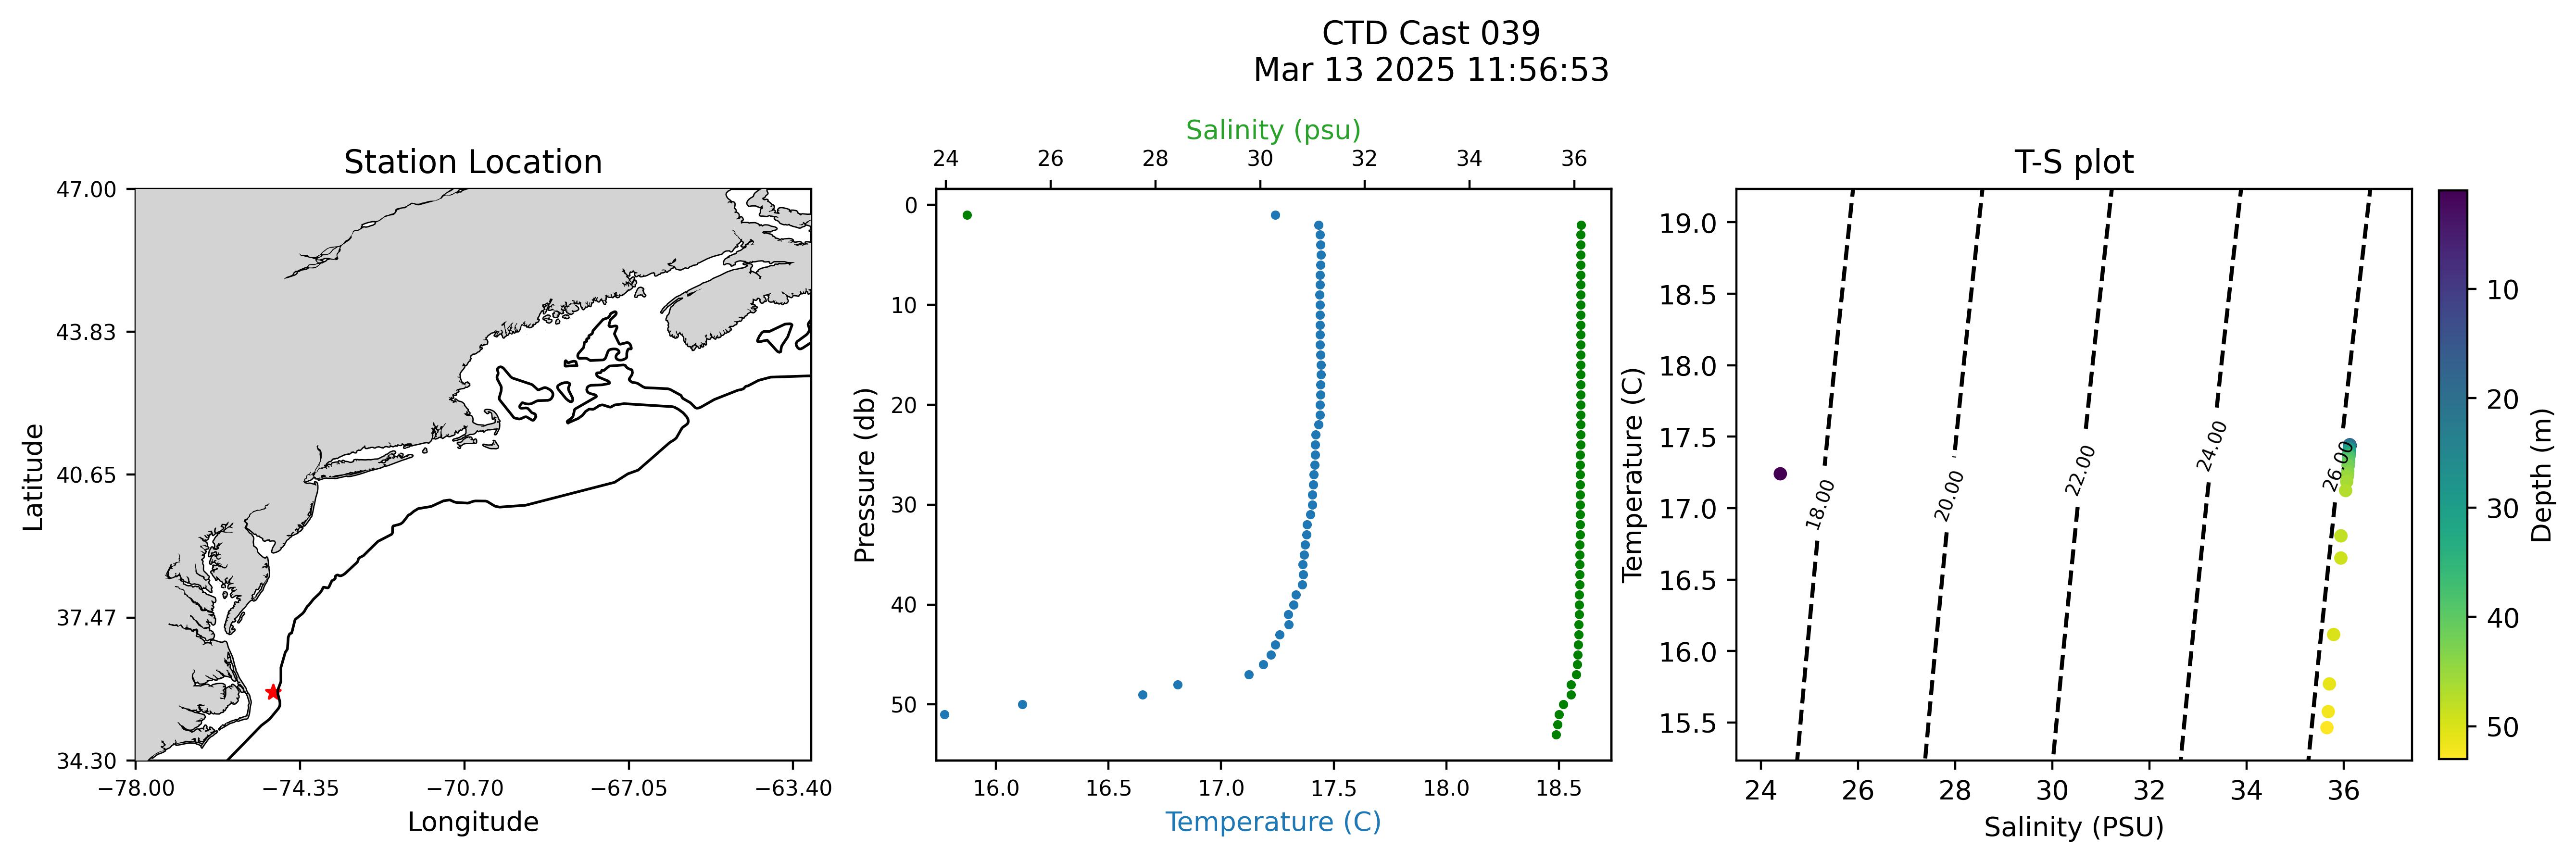 CTD Cast 039
Mar 13 2025 11:56:53
Station Location
47.00
43.83
40.65
37.47
34.30
Latitude
−78.00 −74.35 −70.70 −67.05 −63.40
Longitude
Salinity (psu)
24 26 28 30 32 34 36
0
10
20
30
40
50
Pressure (db)
16.0 16.5 17.0 17.5 18.0 18.5
Temperature (C)
T-S plot
19.0
18.5
18.0
17.5
17.0
16.5
16.0
15.5
Temperature (C)
18.00
20.00
22.00
24.00
26.00
24 26 28 30 32 34 36
Salinity (PSU)
10
20
30
40
50
Depth (m)